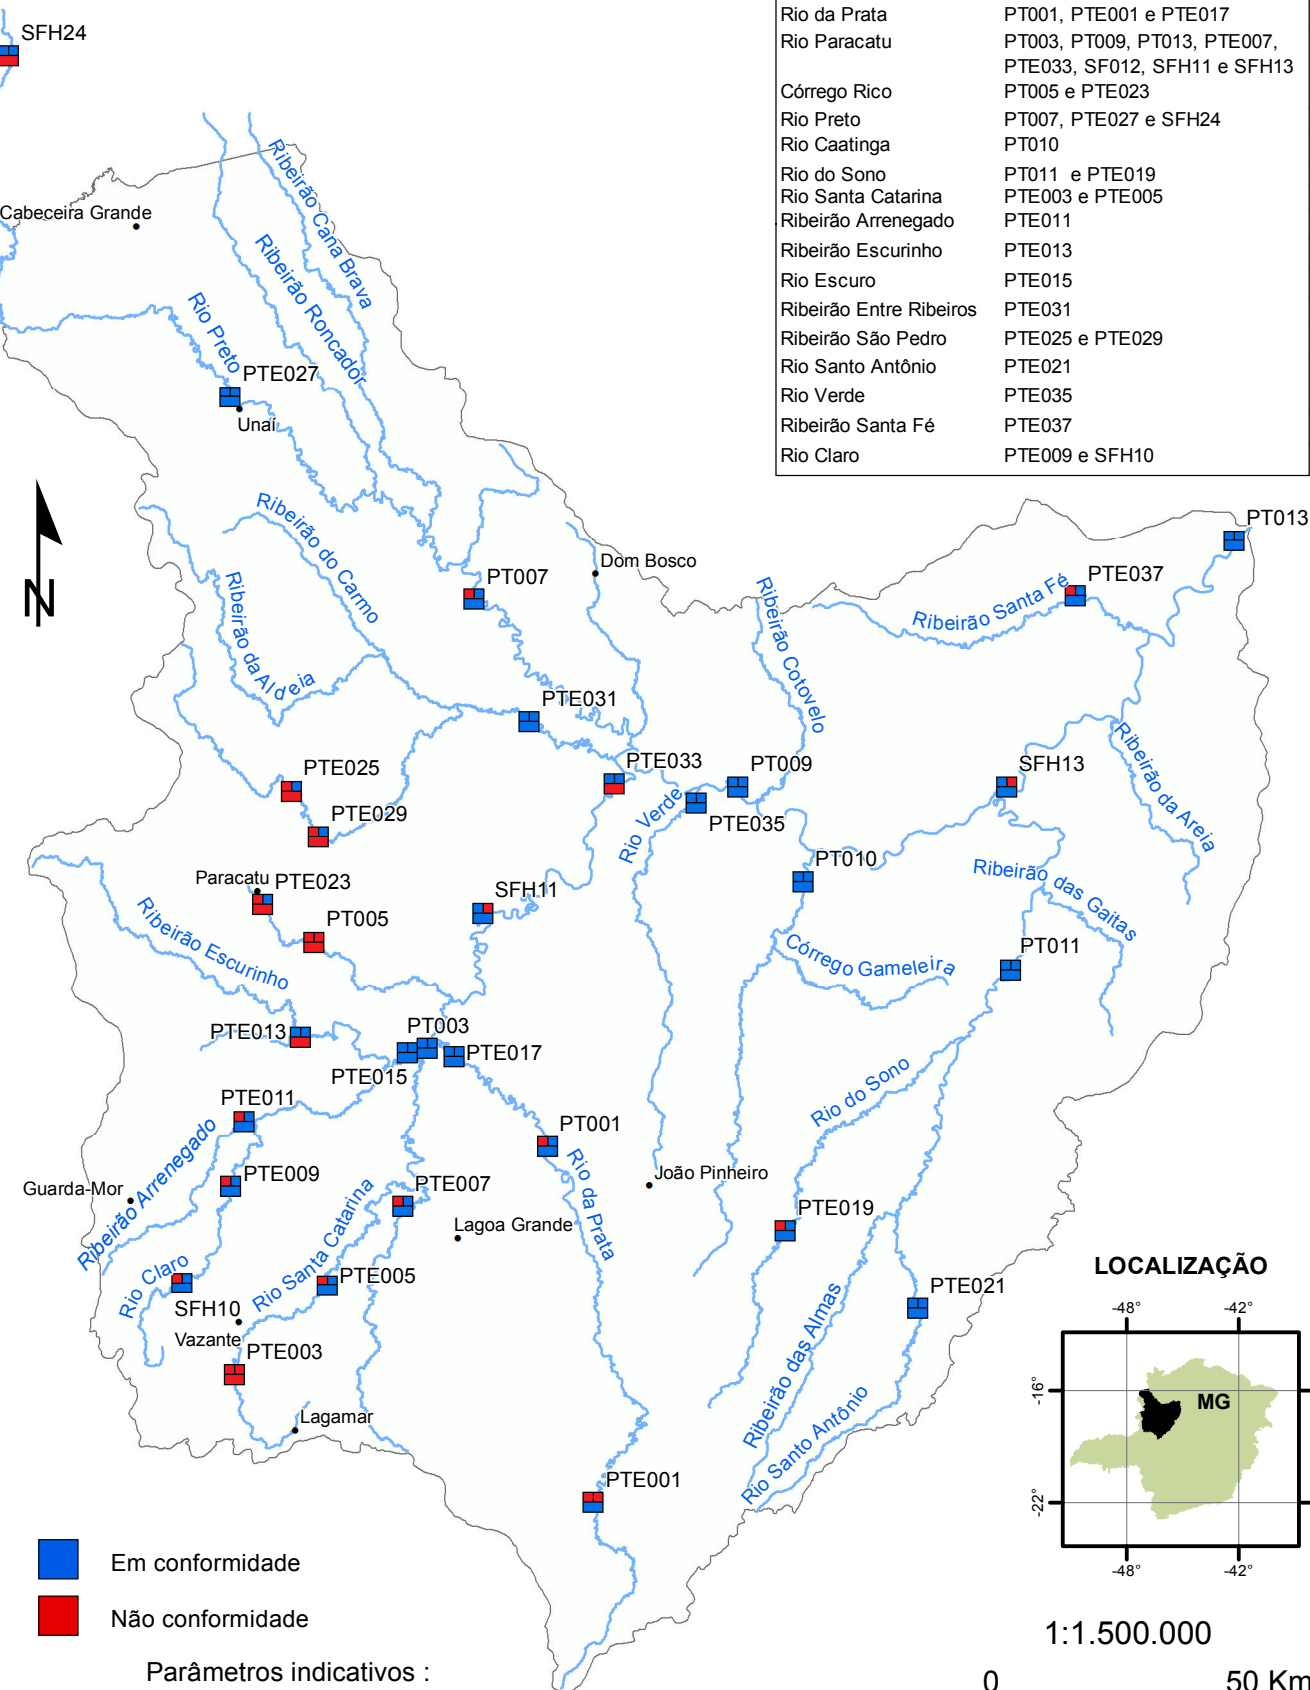 SFH24
Rio da Prata PT001, PTE001 e PTE017
Rio Paracatu PT003, PT009, PT013, PTE007,
PTE033, SF012, SFH11 e SFH13
Córrego Rico PT005 e PTE023
Rio Preto PT007, PTE027 e SFH24
Rio Caatinga PT010
Rio do Sono PT011 e PTE019
Rio Santa Catarina PTE003 e PTE005
Ribeirão Arrenegado PTE011
Ribeirão Escurinho PTE013
Rio Escuro PTE015
Ribeirão Entre Ribeiros PTE031
Ribeirão São Pedro PTE025 e PTE029
Rio Santo Antônio PTE021
Rio Verde PTE035
Ribeirão Santa Fé PTE037
Rio Claro PTE009 e SFH10
Cabeceira Grande
Ribeirão Cana Brava
Ribeirão Roncador
Rio Preto
PTE027
Unaí
N
Ribeirão do Carmo
Ribeirão da Aldeia
PT007
Dom Bosco
PT013
PTE037
Ribeirão Santa Fé
Ribeirão Cotovelo
PTE031
PTE025
PTE029
PTE033
PT009
PTE035
Rio Verde
SFH13
Ribeirão da Areia
PT010
Paracatu
PTE023
PT005
SFH11
Ribeirão das Gaitas
Ribeirão Escurinho
Córrego Gameleira
PT011
PTE013
PT003
PTE017
PTE015
PTE011
PT001
Rio do Sono
Ribeirão Arrenegado
Guarda-Mor
PTE009
PTE007
Rio da Prata
João Pinheiro
Lagoa Grande
PTE019
Rio Claro
Rio Santa Catarina
PTE005
SFH10
Vazante
PTE003
Lagamar
PTE021
Ribeirão das Almas
Rio Santo Antônio
PTE001
LOCALIZAÇÃO
-48° -42°
-16°
MG
-22°
-48° -42°
Em conformidade
Não conformidade
Parâmetros indicativos :
1:1.500.000
0 50 Km